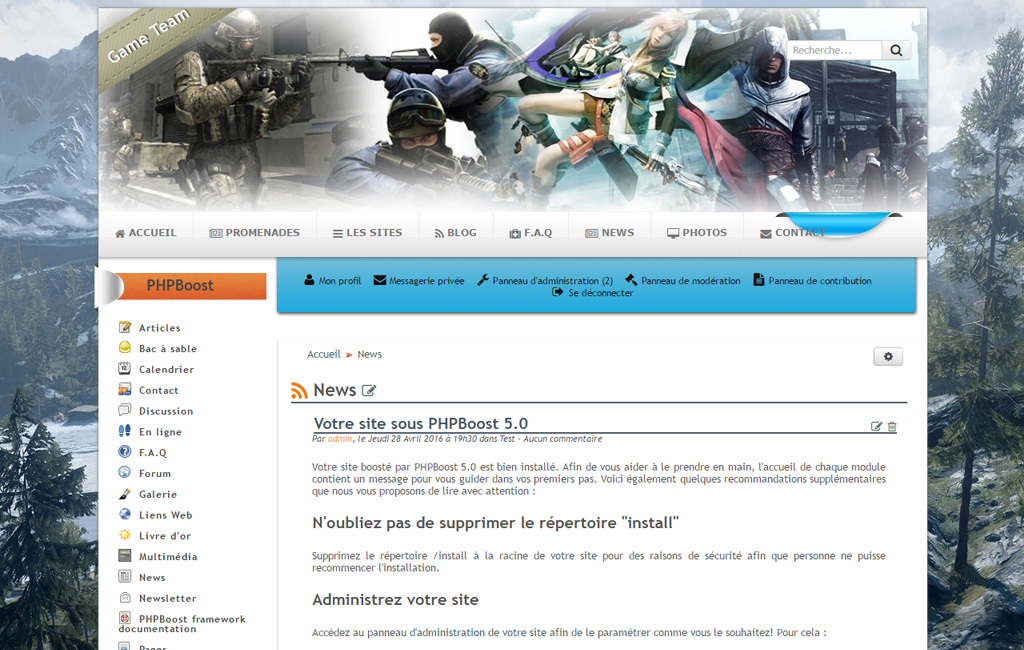 Game Team
Recherche...
ACCUEIL
PROMENADES
LES SITES
BLOG
F.A.Q
NEWS
PHOTOS
CONTACT
PHPBoost
Mon profil
Messagerie privée
Panneau d'administration (2)
Panneau de modération
Panneau de contribution
Se déconnecter
Articles
Bac à sable
Calendrier
Contact
Discussion
En ligne
F.A.Q
Forum
Galerie
Liens Web
Livre d'or
Multimédia
News
Newsletter
PHPBoost framework
documentation
Pages
Accueil
News
News
Votre site sous PHPBoost 5.0
Par admin, le Jeudi 28 Avril 2016 à 19h30 dans Test - Aucun commentaire
Votre site boosté par PHPBoost 5.0 est bien installé. Afin de vous aider à le prendre en main, l'accueil de chaque module
contient un message pour vous guider dans vos premiers pas. Voici également quelques recommandations supplémentaires
que nous vous proposons de lire avec attention :
N'oubliez pas de supprimer le répertoire "install"
Supprimez le répertoire /install à la racine de votre site pour des raisons de sécurité afin que personne ne puisse
recommencer l'installation.
Administrez votre site
Accédez au panneau d'administration de votre site afin de le paramétrer comme vous le souhaitez! Pour cela :